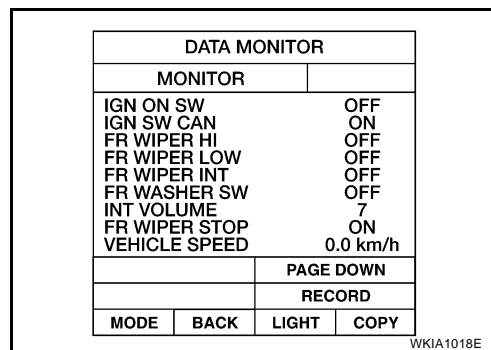 DATA MONITOR
MONITOR
IGN ON SW OFF
IGN SW CAN ON
FR WIPER HI OFF
FR WIPER LOW OFF
FR WIPER INT OFF
FR WASHER SW OFF
INT VOLUME 7
FR WIPER STOP ON
VEHICLE SPEED 0.0 km/h
PAGE DOWN
RECORD
MODE BACK LIGHT COPY
WKIA1018E